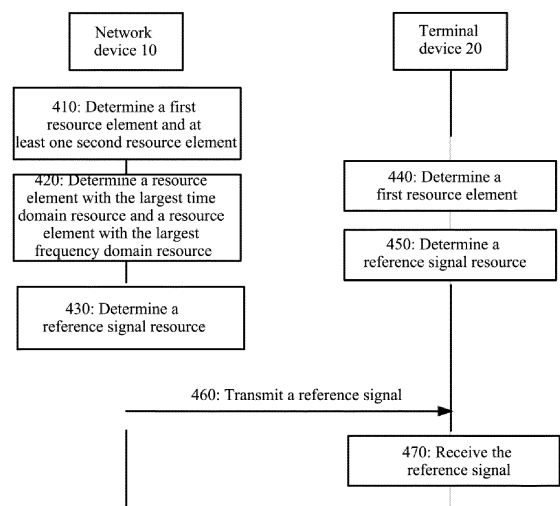 Network
device 10
Terminal
device 20
410: Determine a first
resource element and at
least one second resource element
420: Determine a resource
element with the largest time
domain resource and a resource
element with the largest
frequency domain resource
440: Determine a
first resource element
450: Determine a
reference signal resource
430: Determine a
reference signal resource
460: Transmit a reference signal
470: Receive the
reference signal